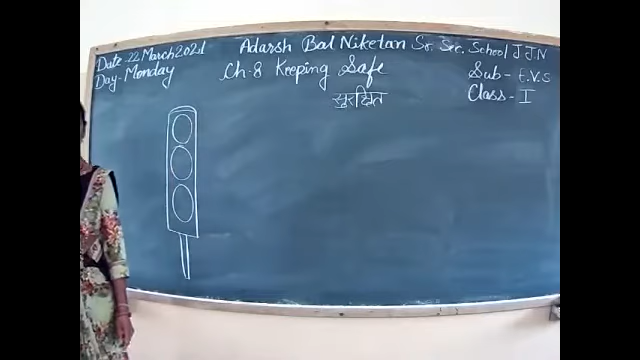 Date-22 March 2021
Day-Monday
Adarsh Bal Niketan Sr. Sec. School JJN
Ch-8 Keeping Safe
सुरक्षित
Sub-E.V.S
Class-I